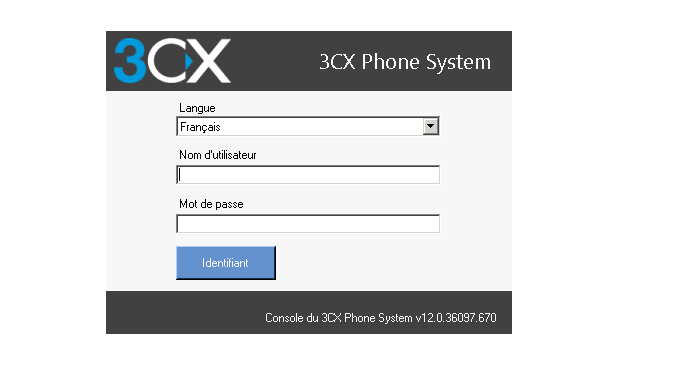 3CX
3CX Phone System
Langue
Français
Nom d'utilisateur
Mot de passe
Identifiant
Console du 3CX Phone System v12.0.36097.670